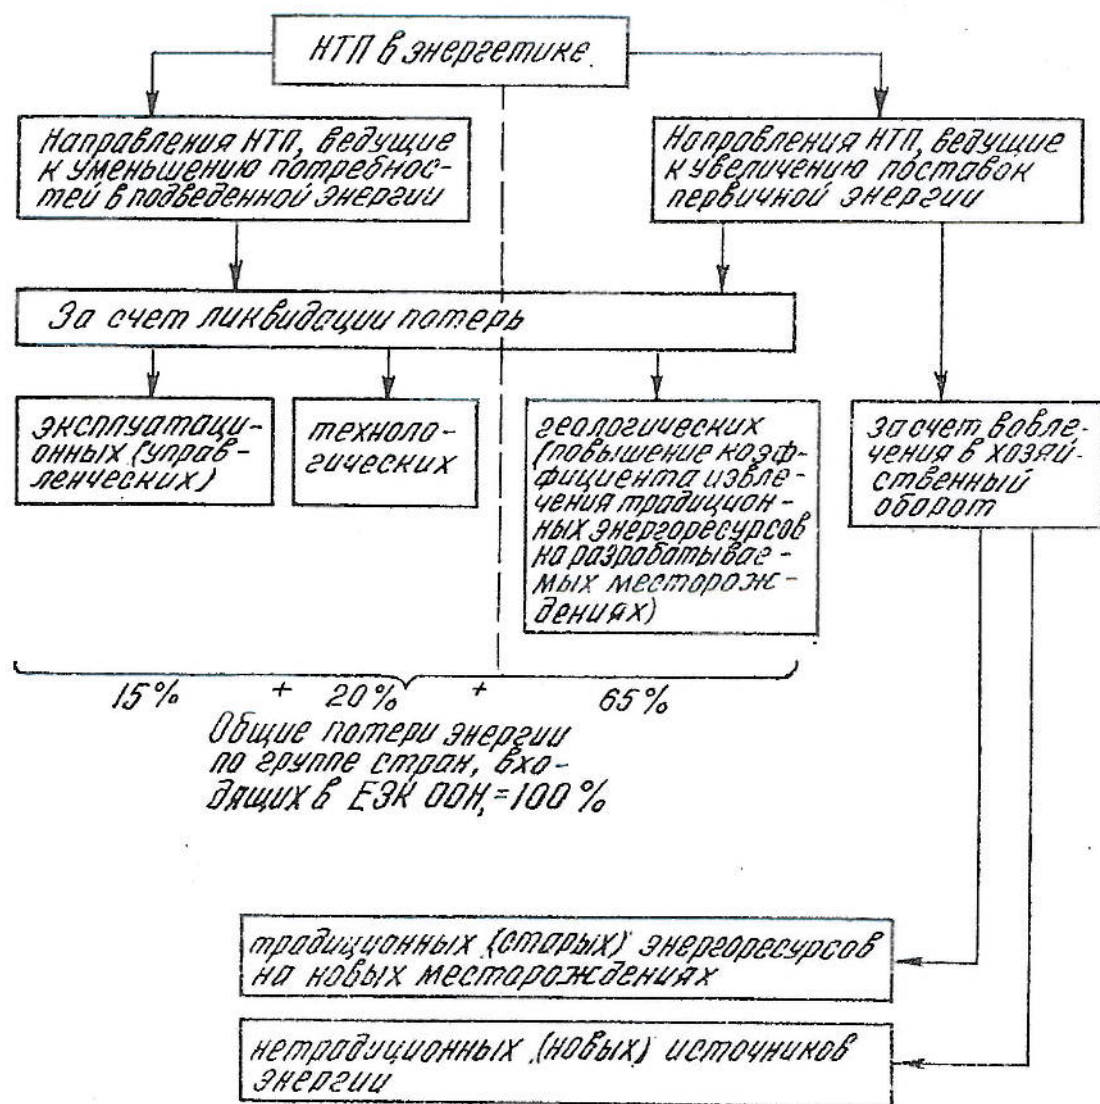 НТП в энергетике.
Направления НТП, ведущие
к уменьшению потребнос-
тей в подведенной энергии
Направления НТП, ведущие
к увеличению поставок
первичной энергии
За счет ликвидации потерь
эксплуатаци-
онных (управ-
ленческих)
техноло-
гических
геологических
(повышение коэф-
фициента извле-
чения традицион-
ных энергоресурсов
на разрабатывае-
мых месторож-
дениях)
за счет вовле-
чения в хозяй-
ственный
оборот
15% + 20% + 65%
Общие потери энергии
по группе стран, вхо-
дящих в ЕЭК ООН, =100%
традиционных (старых) энергоресурсов
на новых месторождениях
нетрадиционных (новых) источников
энергии